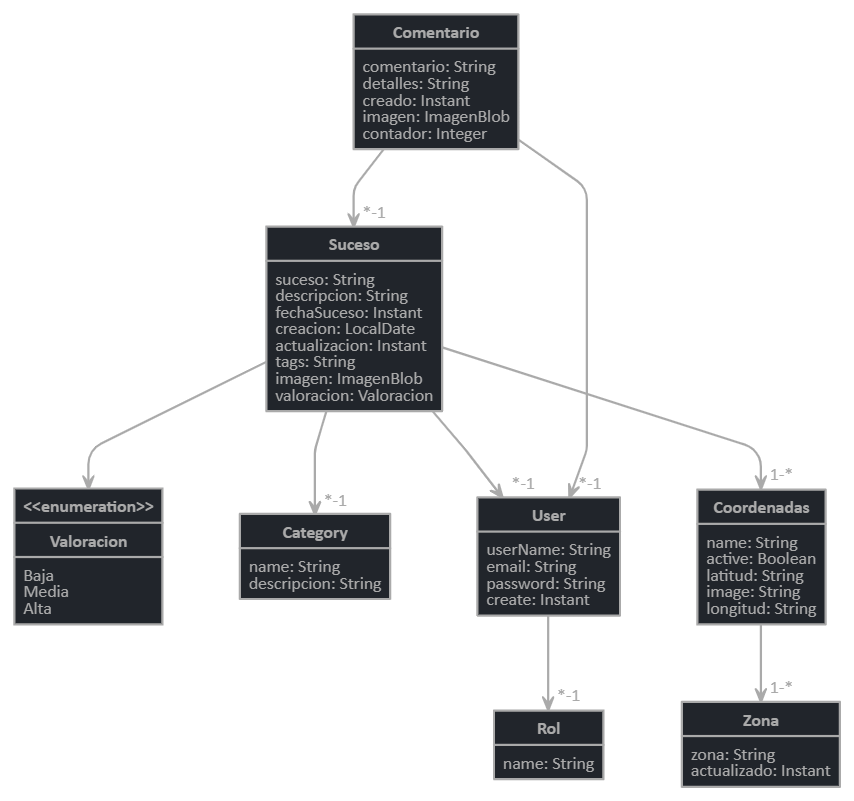 Comentario
comentario: String
detalles: String
creado: Instant
imagen: ImagenBlob
contador: Integer
*-1
Suceso
suceso: String
descripcion: String
fechaSuceso: Instant
creacion: LocalDate
actualizacion: Instant
tags: String
imagen: ImagenBlob
valoracion: Valoracion
<<enumeration>>
Valoracion
Baja
Media
Alta
*-1
Category
name: String
descripcion: String
*-1
*-1
User
userName: String
email: String
password: String
create: Instant
1-*
Coordenadas
name: String
active: Boolean
latitud: String
image: String
longitud: String
*-1
Rol
name: String
1-*
Zona
zona: String
actualizado: Instant